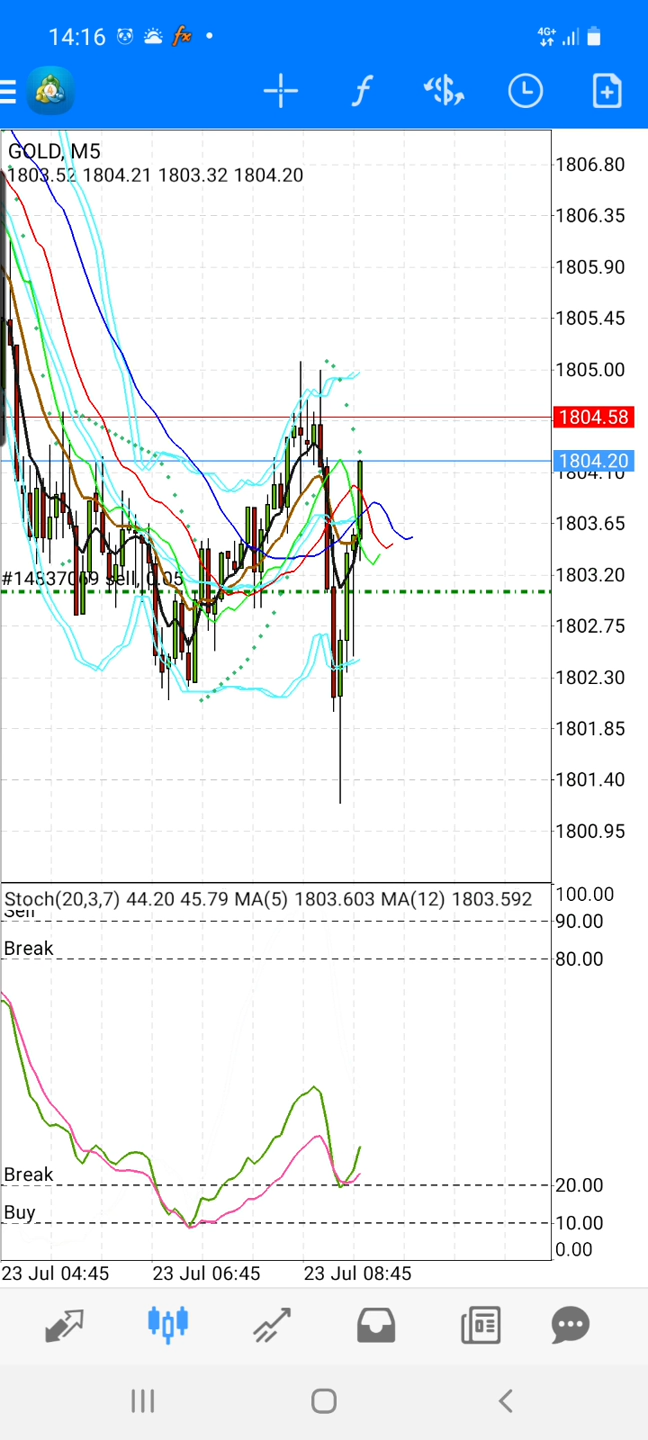 14:16
4G+
GOLD, M5
1803.52 1804.21 1803.32 1804.20
1806.80
1806.35
1805.90
1805.45
1805.00
1804.58
1804.20
1804.10
1803.65
1803.20
#14837069 sell, 0.05
1802.75
1802.30
1801.85
1801.40
1800.95
Stoch(20,3,7) 44.20 45.79 MA(5) 1803.603 MA(12) 1803.592
100.00
Sell
90.00
Break
80.00
Break
20.00
Buy
10.00
0.00
23 Jul 04:45 23 Jul 06:45 23 Jul 08:45